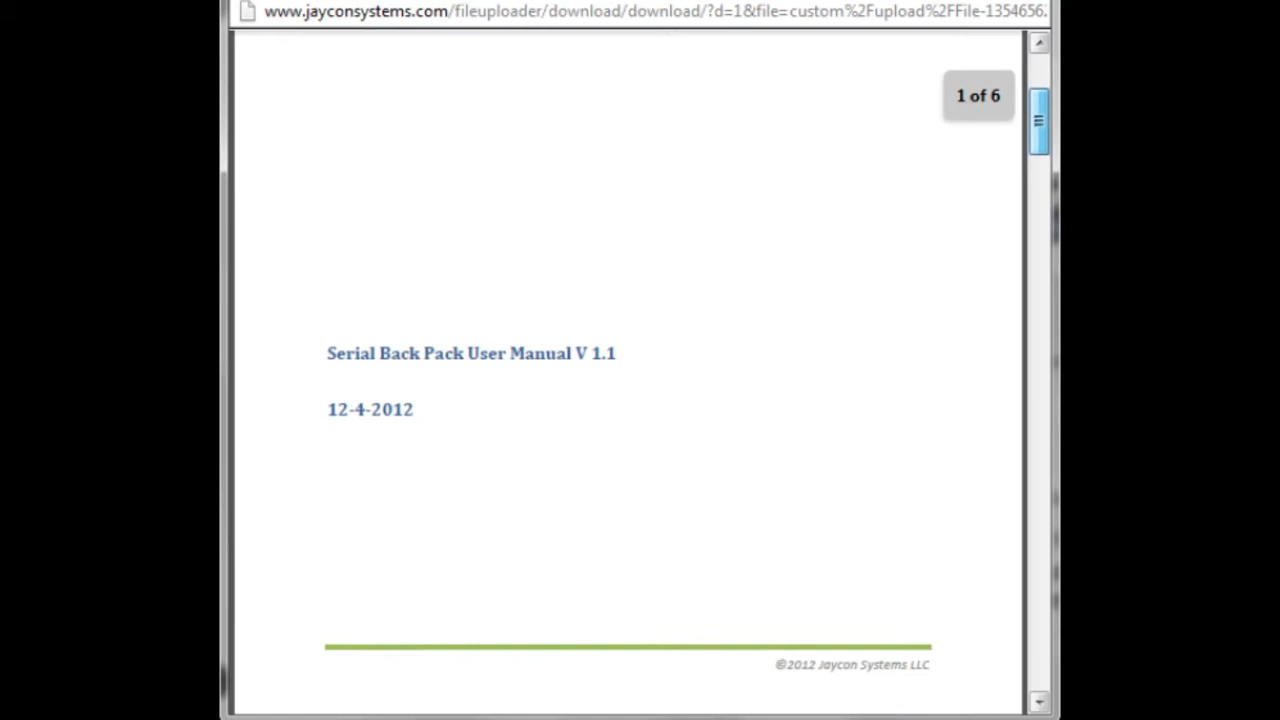 www.jayconsystems.com/fileuploader/download/download/?d=1&file=custom%2Fupload%2FFile-1354656.
1 of 6
Serial Back Pack User Manual V 1.1
12-4-2012
©2012 Jaycon Systems LLC